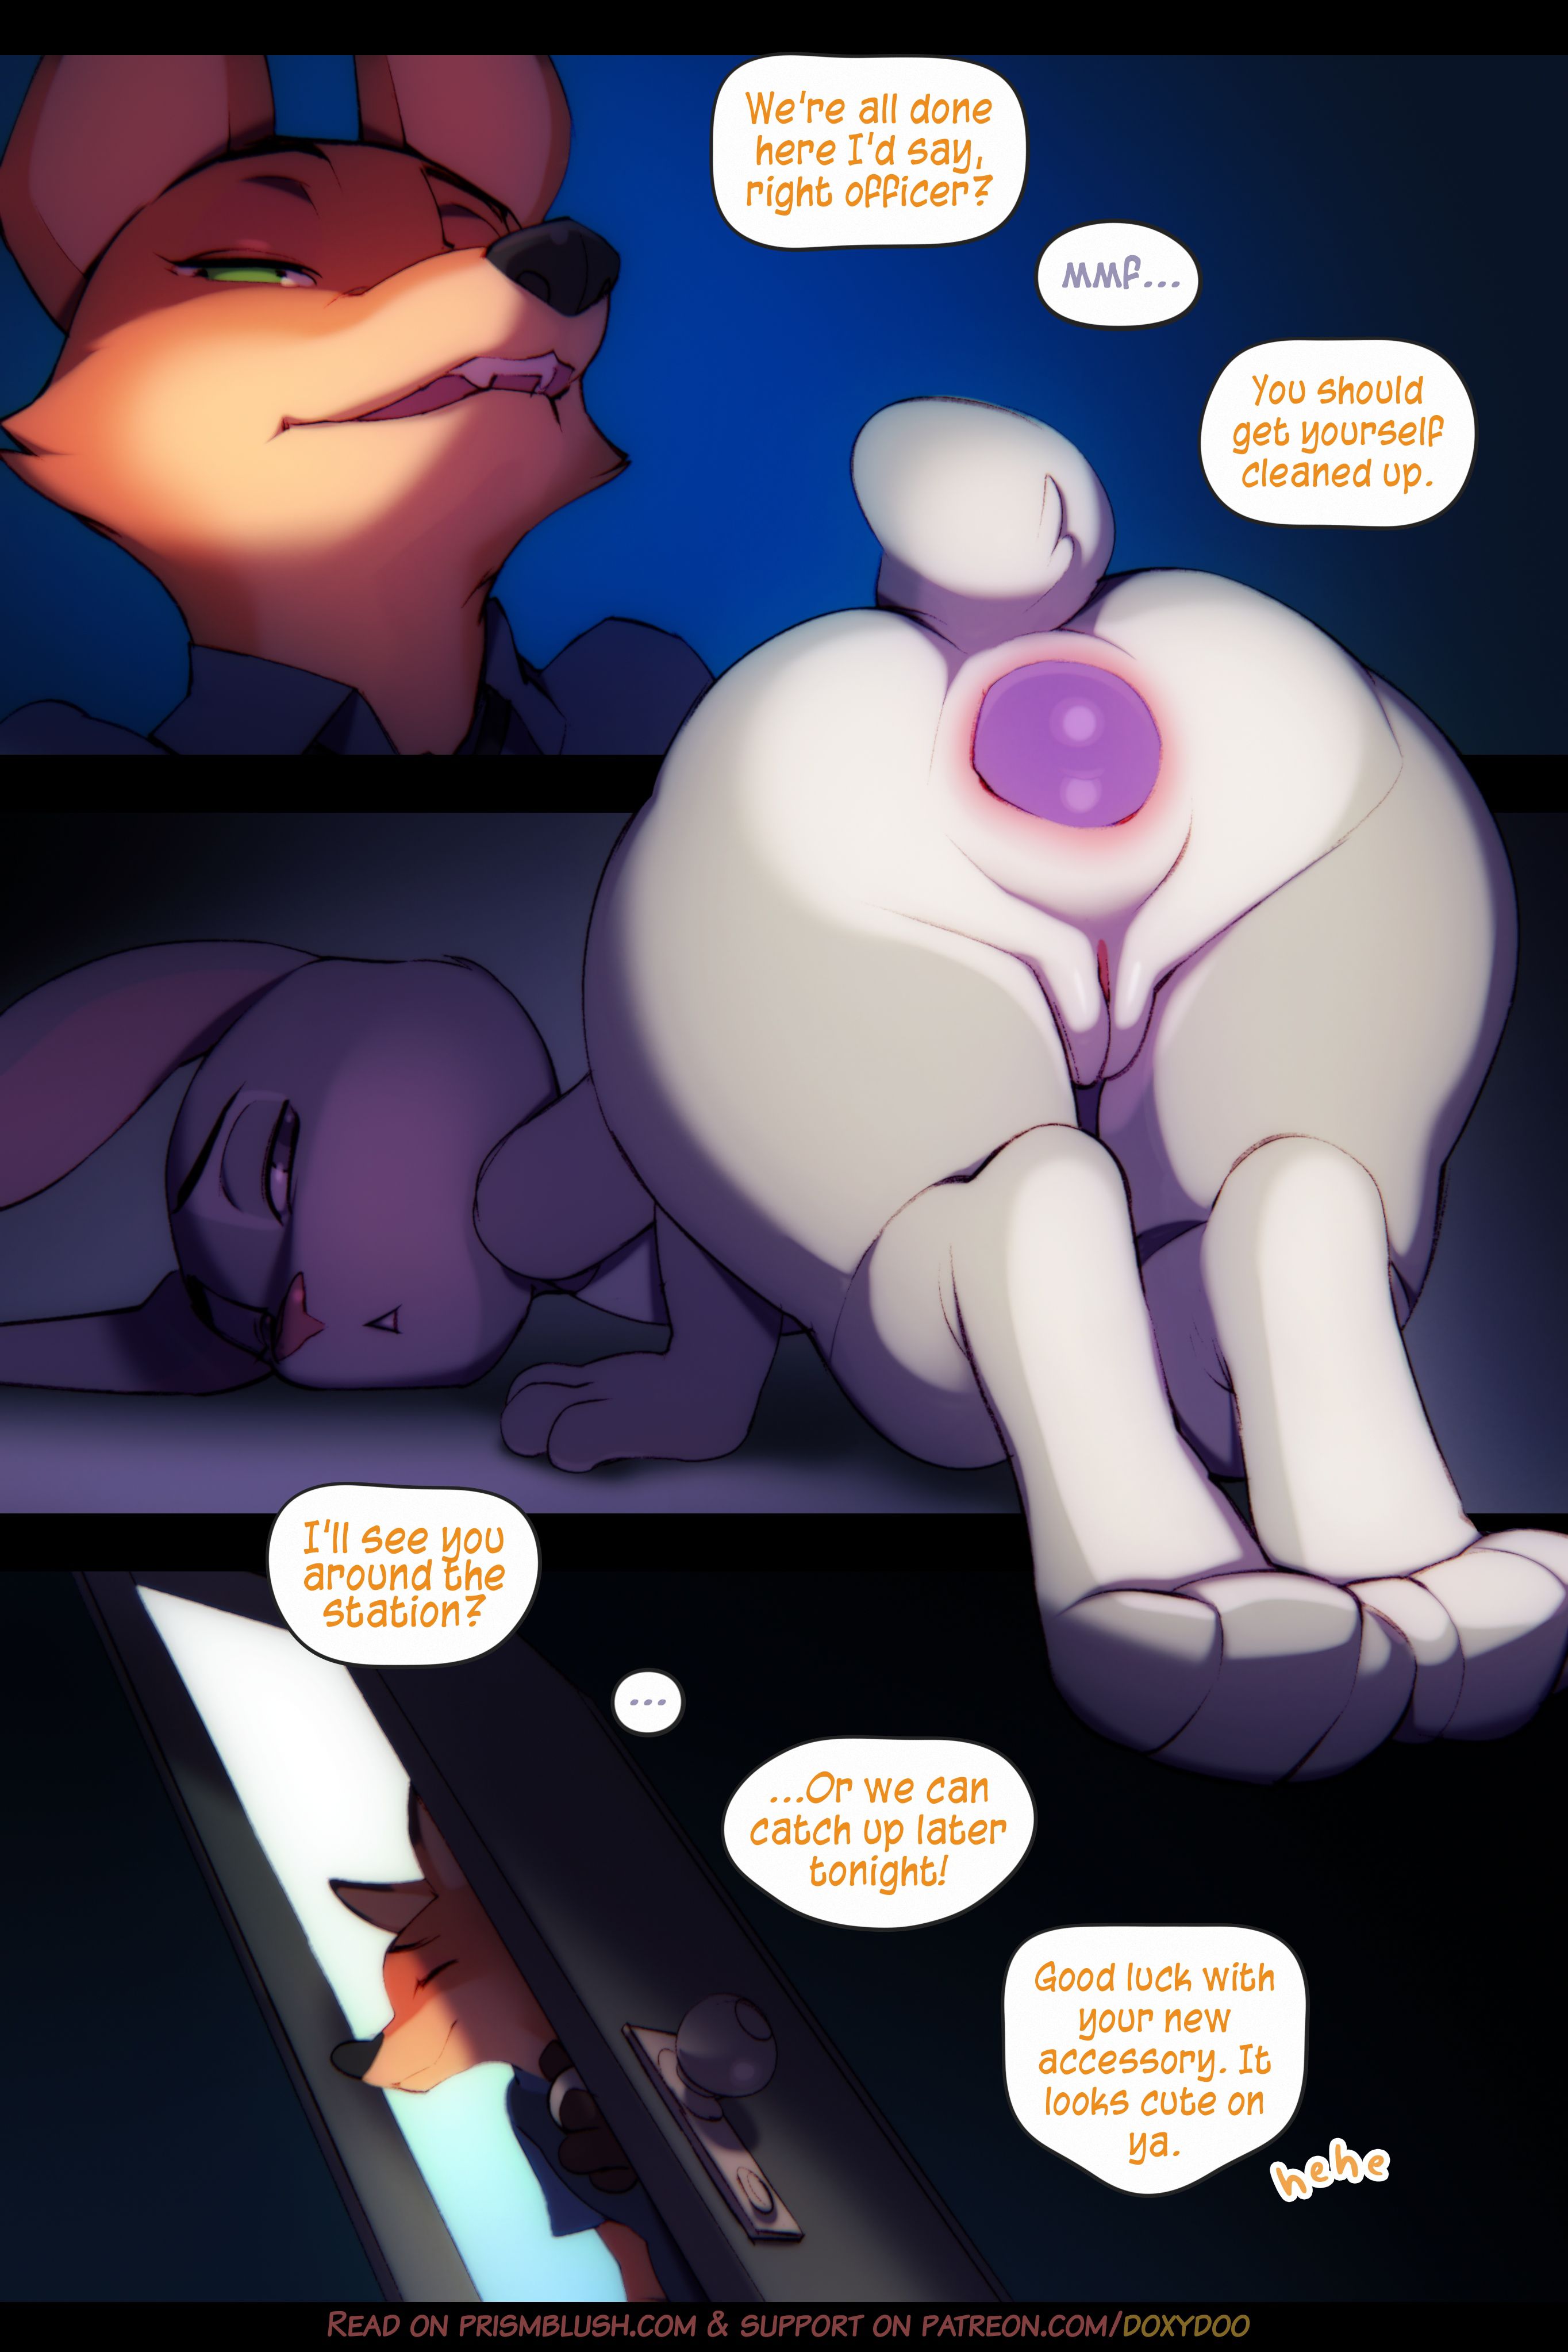 We're all done
here I'd say,
right officer?
MMF...
You should
get yourself
cleaned up.
I'll see you
around the
station?
...
...Or we can
catch up later
tonight!
Good luck with
your new
accessory. It
looks cute on
ya.
hehe
READ ON PRISMBLUSH.COM & SUPPORT ON PATREON.COM/DOXYDOO